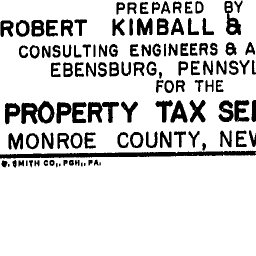 PREPARED BY
ROBERT KIMBALL &
CONSULTING ENGINEERS & A
EBENSBURG, PENNSYL
FOR THE
PROPERTY TAX SE
MONROE COUNTY, NEW
. SMITH CO., PGH., PA.